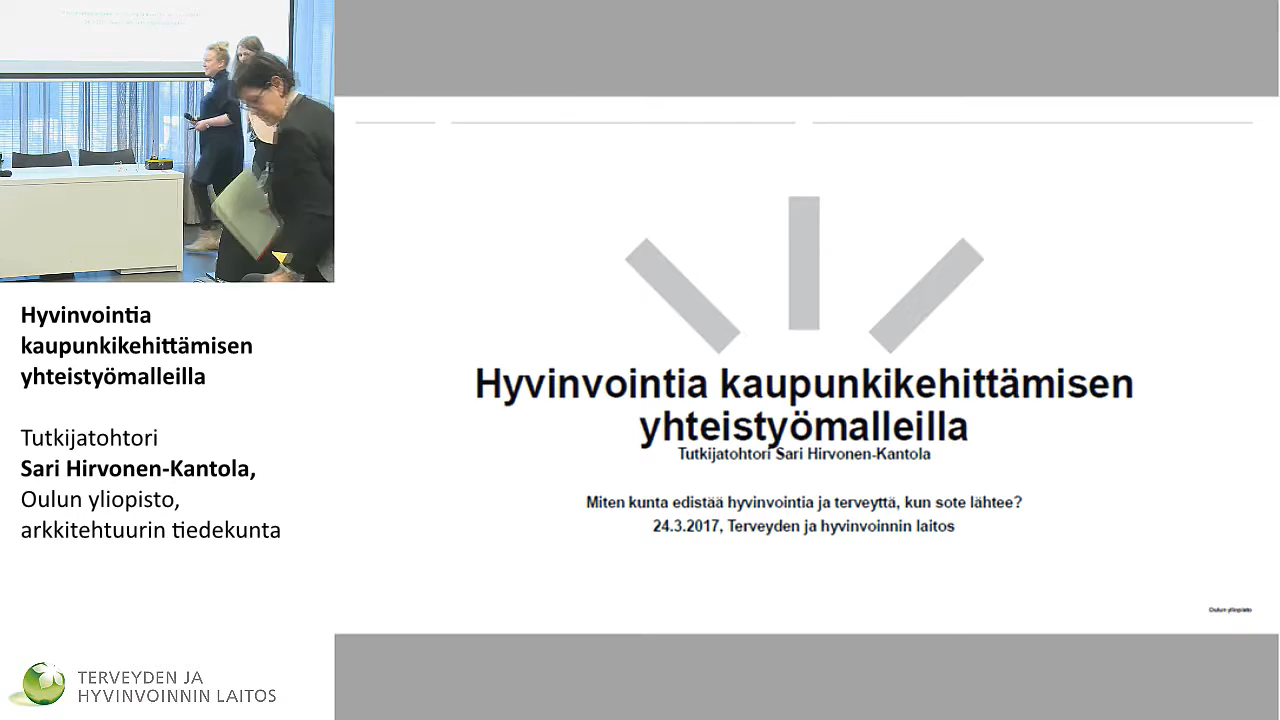 Hyvinvointia
kaupunkikehittämisen
yhteistyömalleilla
Tutkijatohtori
Sari Hirvonen-Kantola,
Oulun yliopisto,
arkkitehtuurin tiedekunta
TERVEYDEN JA
HYVINVOINNIN LAITOS
Hyvinvointia kaupunkikehittämisen
yhteistyömalleilla
Tutkijatohtori Sari Hirvonen-Kantola
Miten kunta edistää hyvinvointia ja terveyttä, kun sote lähtee?
24.3.2017, Terveyden ja hyvinvoinnin laitos
Oulun yliopisto